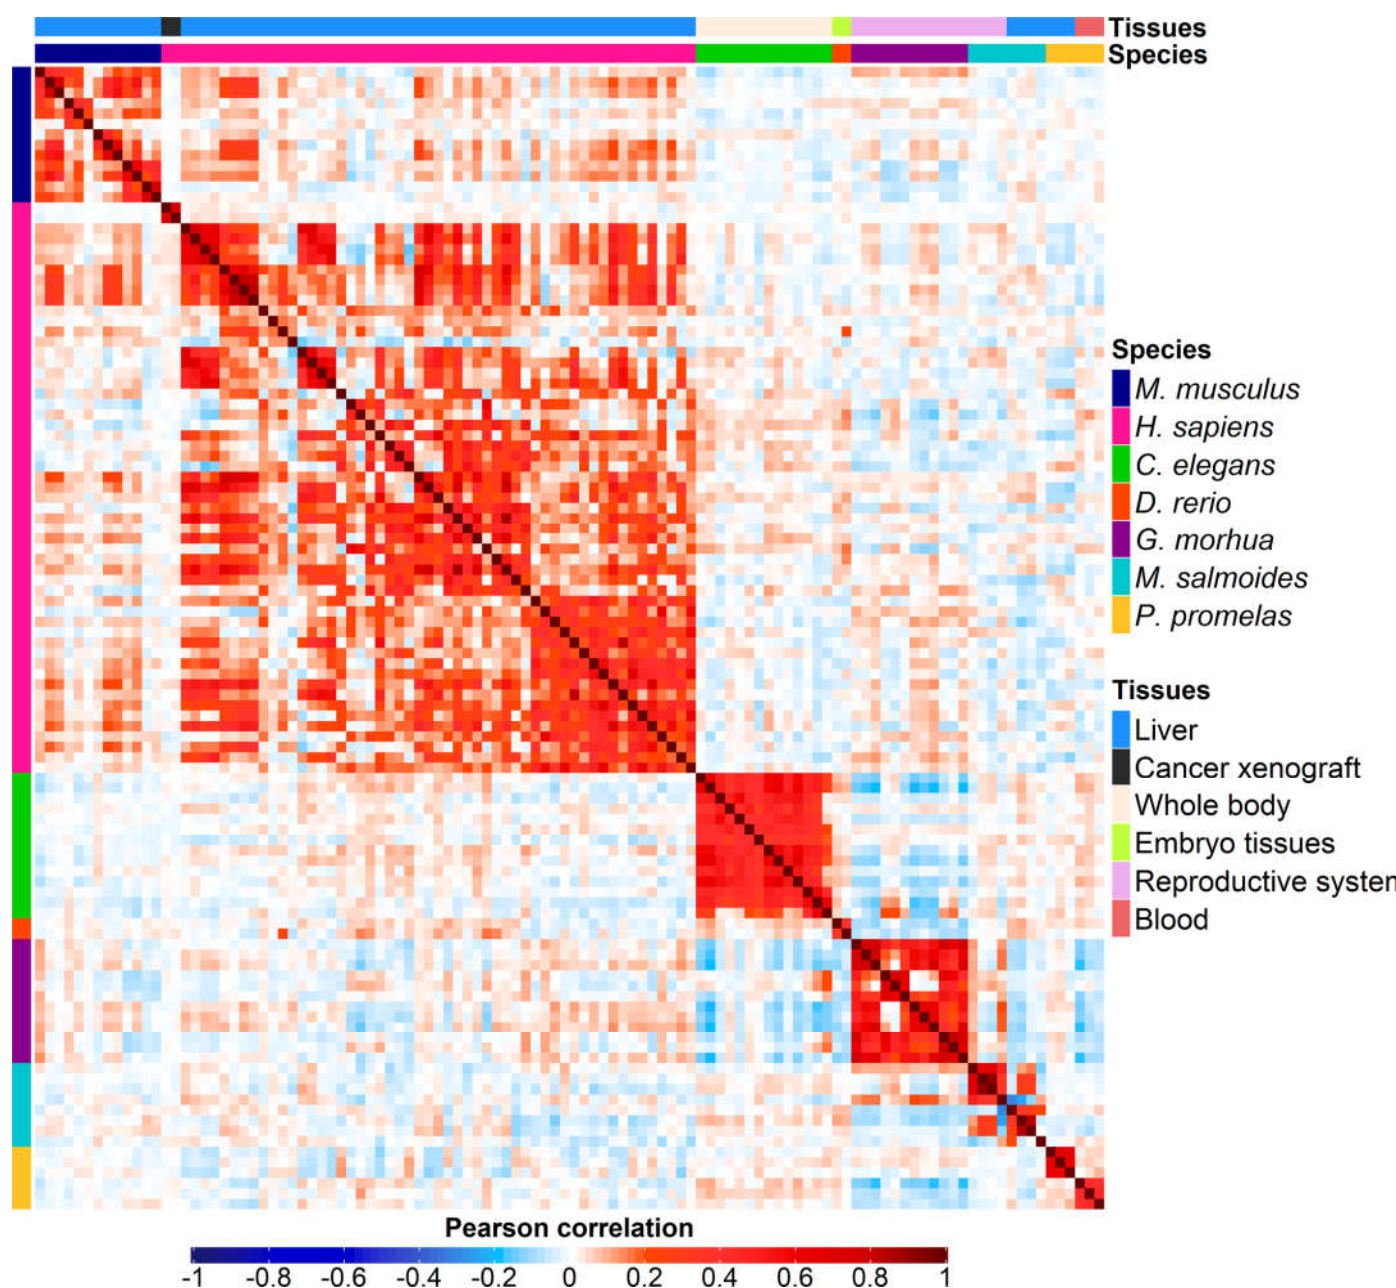 Tissues
Species
Species
M. musculus
H. sapiens
C. elegans
D. rerio
G. morhua
M. salmoides
P. promelas
Tissues
Liver
Cancer xenograft
Whole body
Embryo tissues
Reproductive system
Blood
Pearson correlation
-1 -0.8 -0.6 -0.4 -0.2 0 0.2 0.4 0.6 0.8 1